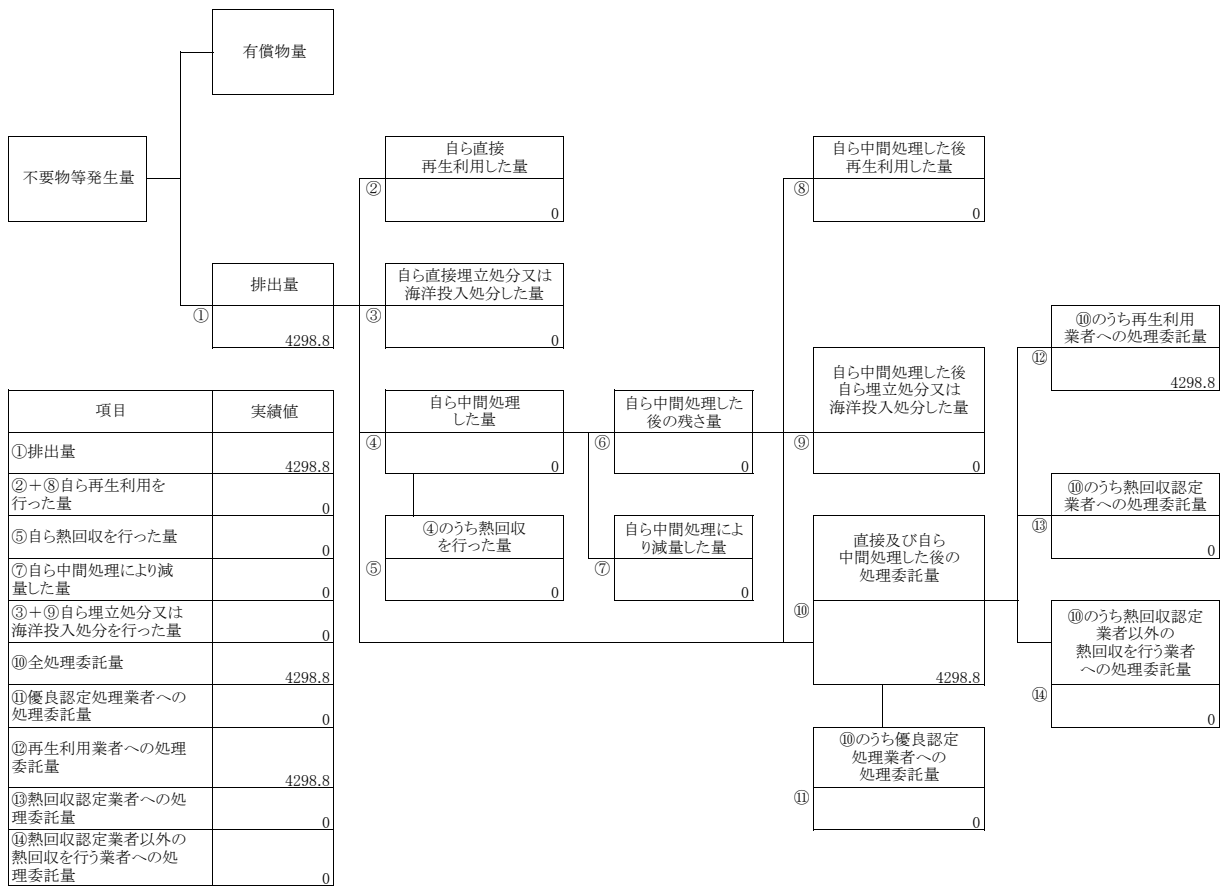 有償物量
不要物等発生量
排出量
①
4298.8
自ら直接
再生利用した量
②
0
自ら直接埋立処分又は
海洋投入処分した量
③
0
自ら中間処理
した量
④
0
④のうち熱回収
を行った量
⑤
0
自ら中間処理した
後の残さ量
⑥
0
自ら中間処理によ
り減量した量
⑦
0
自ら中間処理した後
再生利用した量
⑧
0
自ら中間処理した後
自ら埋立処分又は
海洋投入処分した量
⑨
0
直接及び自ら
中間処理した後の
処理委託量
⑩
4298.8
⑩のうち優良認定
処理業者への
処理委託量
⑪
0
⑩のうち再生利用
業者への処理委託量
⑫
4298.8
⑩のうち熱回収認定
業者への処理委託量
⑬
0
⑩のうち熱回収認定
業者以外の
熱回収を行う業者
への処理委託量
⑭
0
項目 実績値
①排出量
4298.8
②＋⑧自ら再生利用を
行った量
0
⑤自ら熱回収を行った量
0
⑦自ら中間処理により減
量した量
0
③＋⑨自ら埋立処分又は
海洋投入処分を行った量
0
⑩全処理委託量
4298.8
⑪優良認定処理業者への
処理委託量
0
⑫再生利用業者への処理
委託量
4298.8
⑬熱回収認定業者への処
理委託量
0
⑭熱回収認定業者以外の
熱回収を行う業者への処
理委託量
0